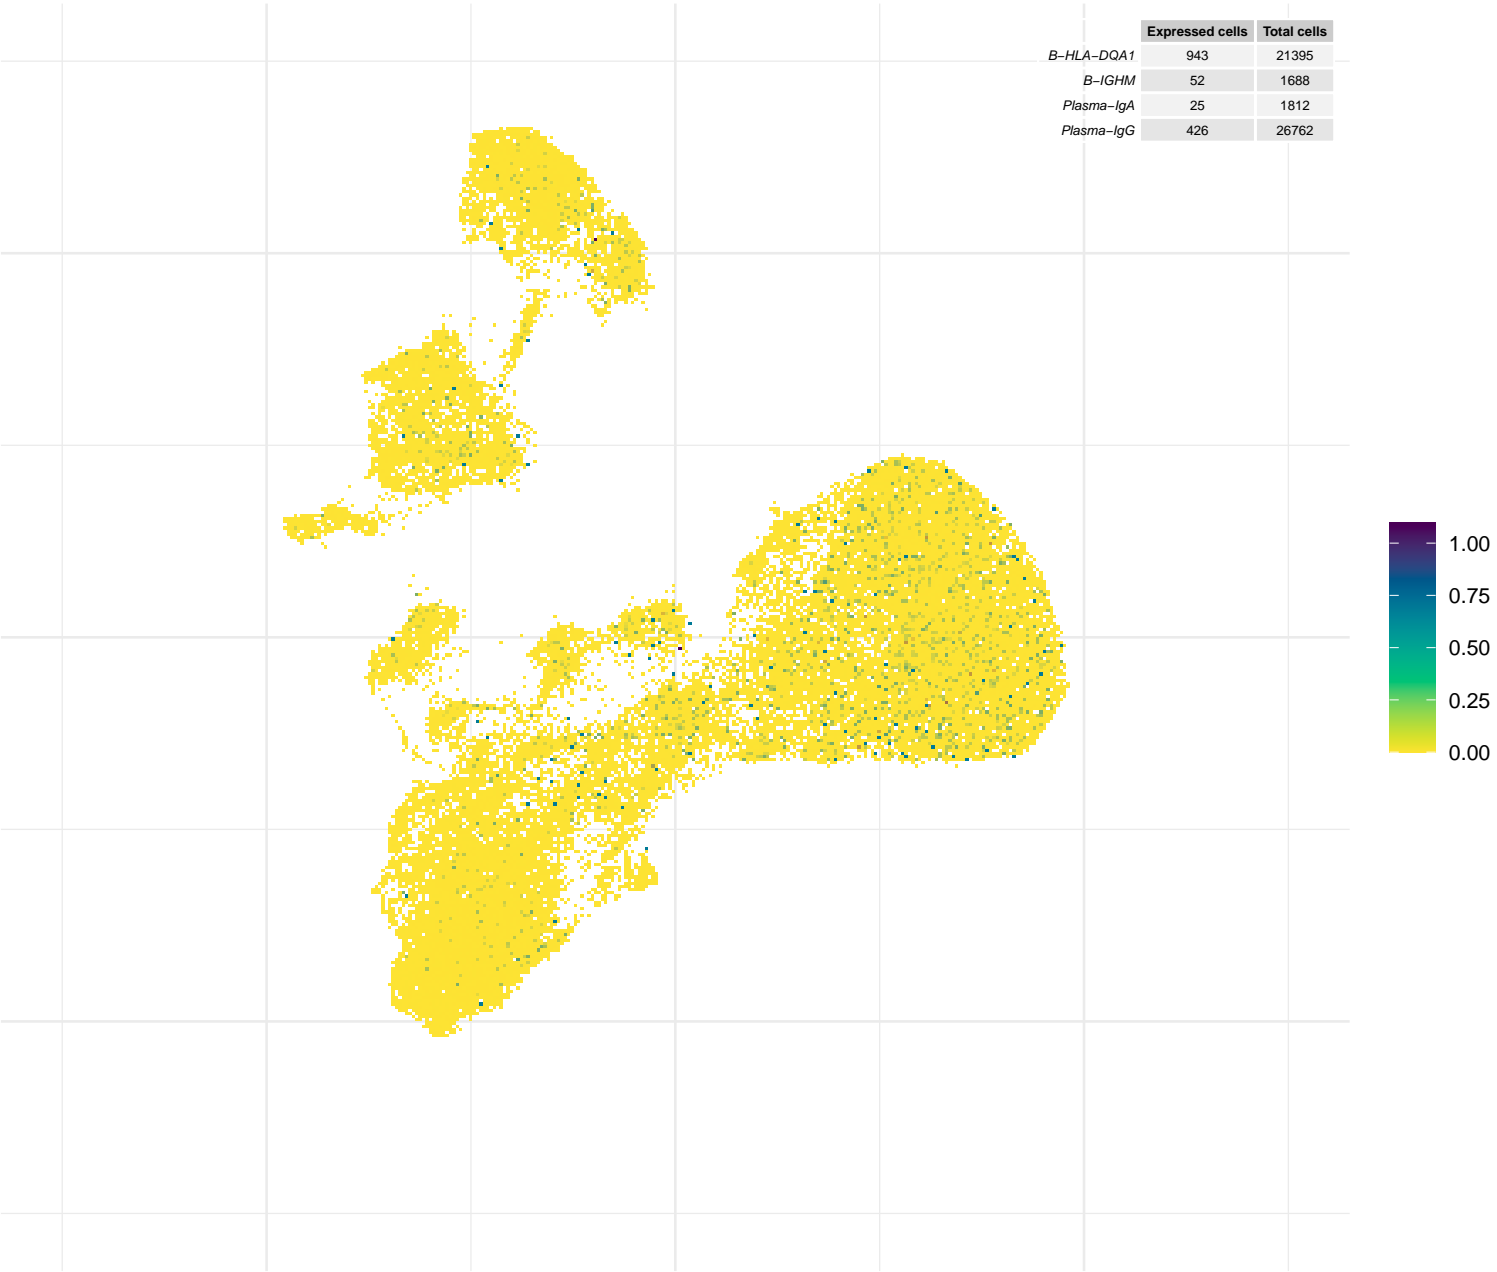 Expressed cells Total cells
B−HLA−DQA1 943 21395
B−IGHM 52 1688
Plasma−IgA 25 1812
Plasma−IgG 426 26762
1.00
0.75
0.50
0.25
0.00